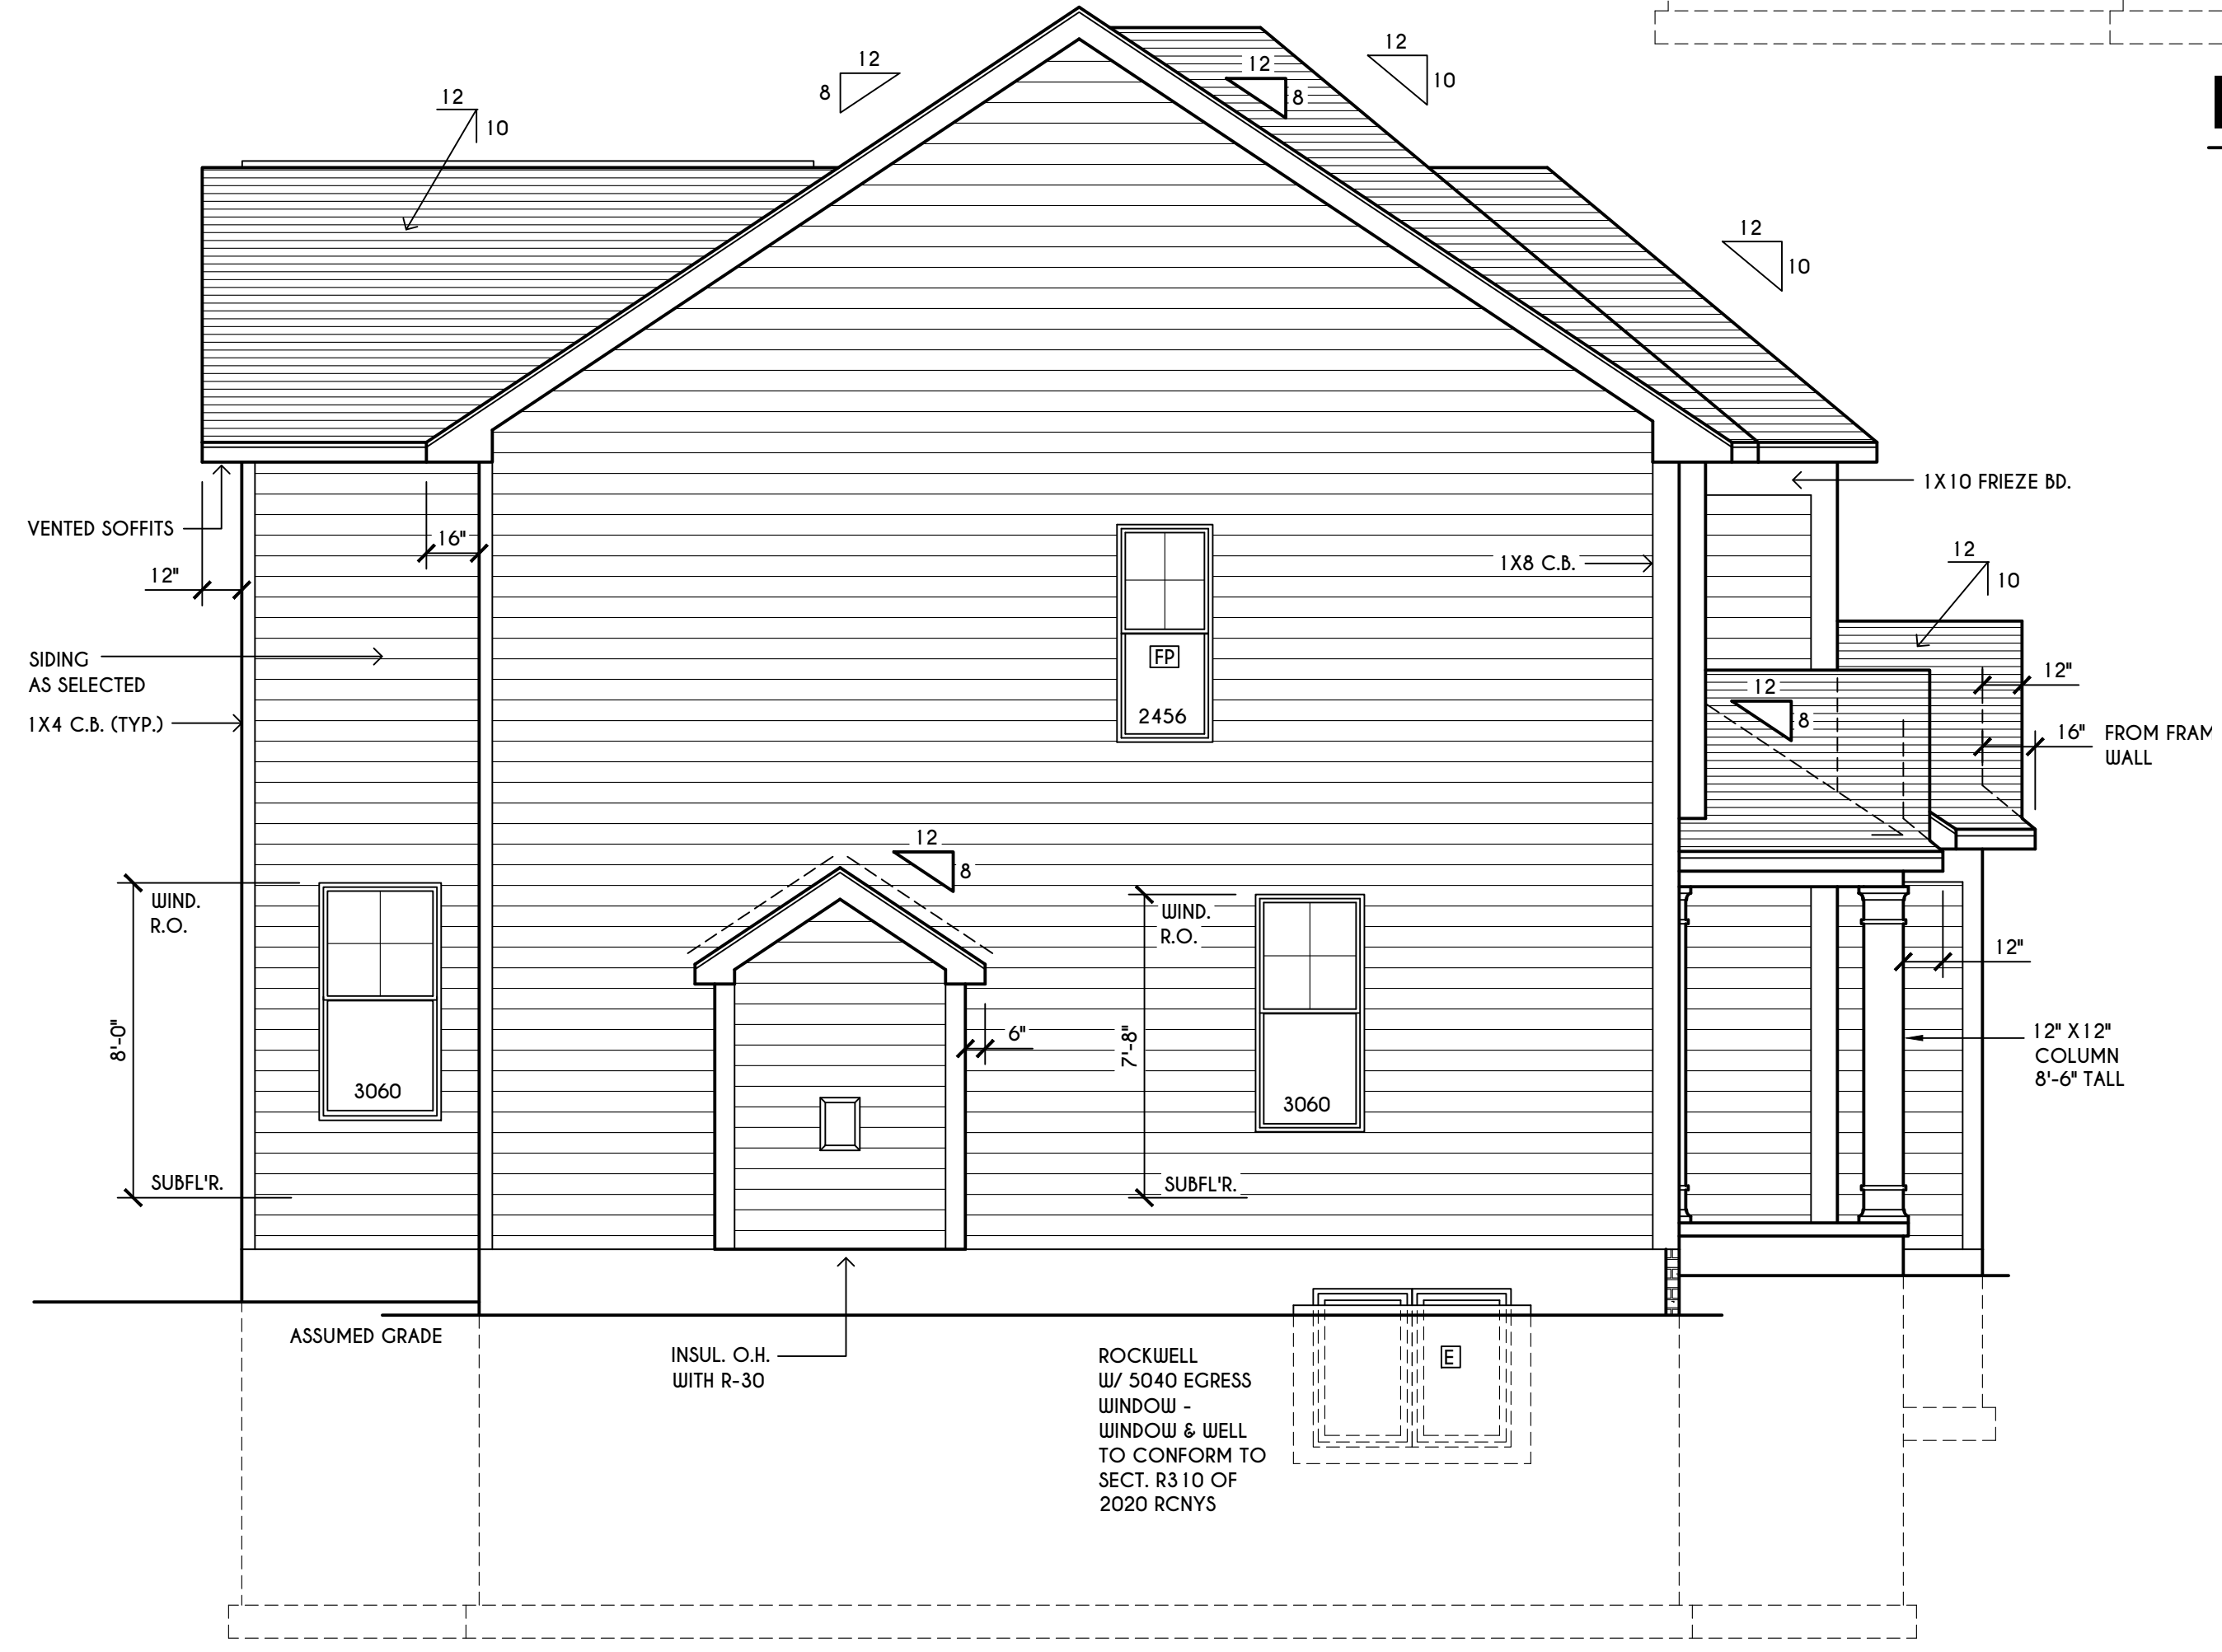 12
8
12
10
12
8
12
10
12
10
1X10 FRIEZE BD.
VENTED SOFFITS
16"
12"
1X8 C.B.
12
10
FP
2456
SIDING
AS SELECTED
1X4 C.B. (TYP.)
12"
12
8
16" FROM FRAM
WALL
12
8
WIND.
R.O.
8'-0"
3060
SUBFL'R.
6"
WIND.
R.O.
7'-8"
3060
SUBFL'R.
12"
12" X12"
COLUMN
8'-6" TALL
ASSUMED GRADE
INSUL. O.H.
WITH R-30
ROCKWELL
W/ 5040 EGRESS
WINDOW -
WINDOW & WELL
TO CONFORM TO
SECT. R310 OF
2020 RCNYS
E